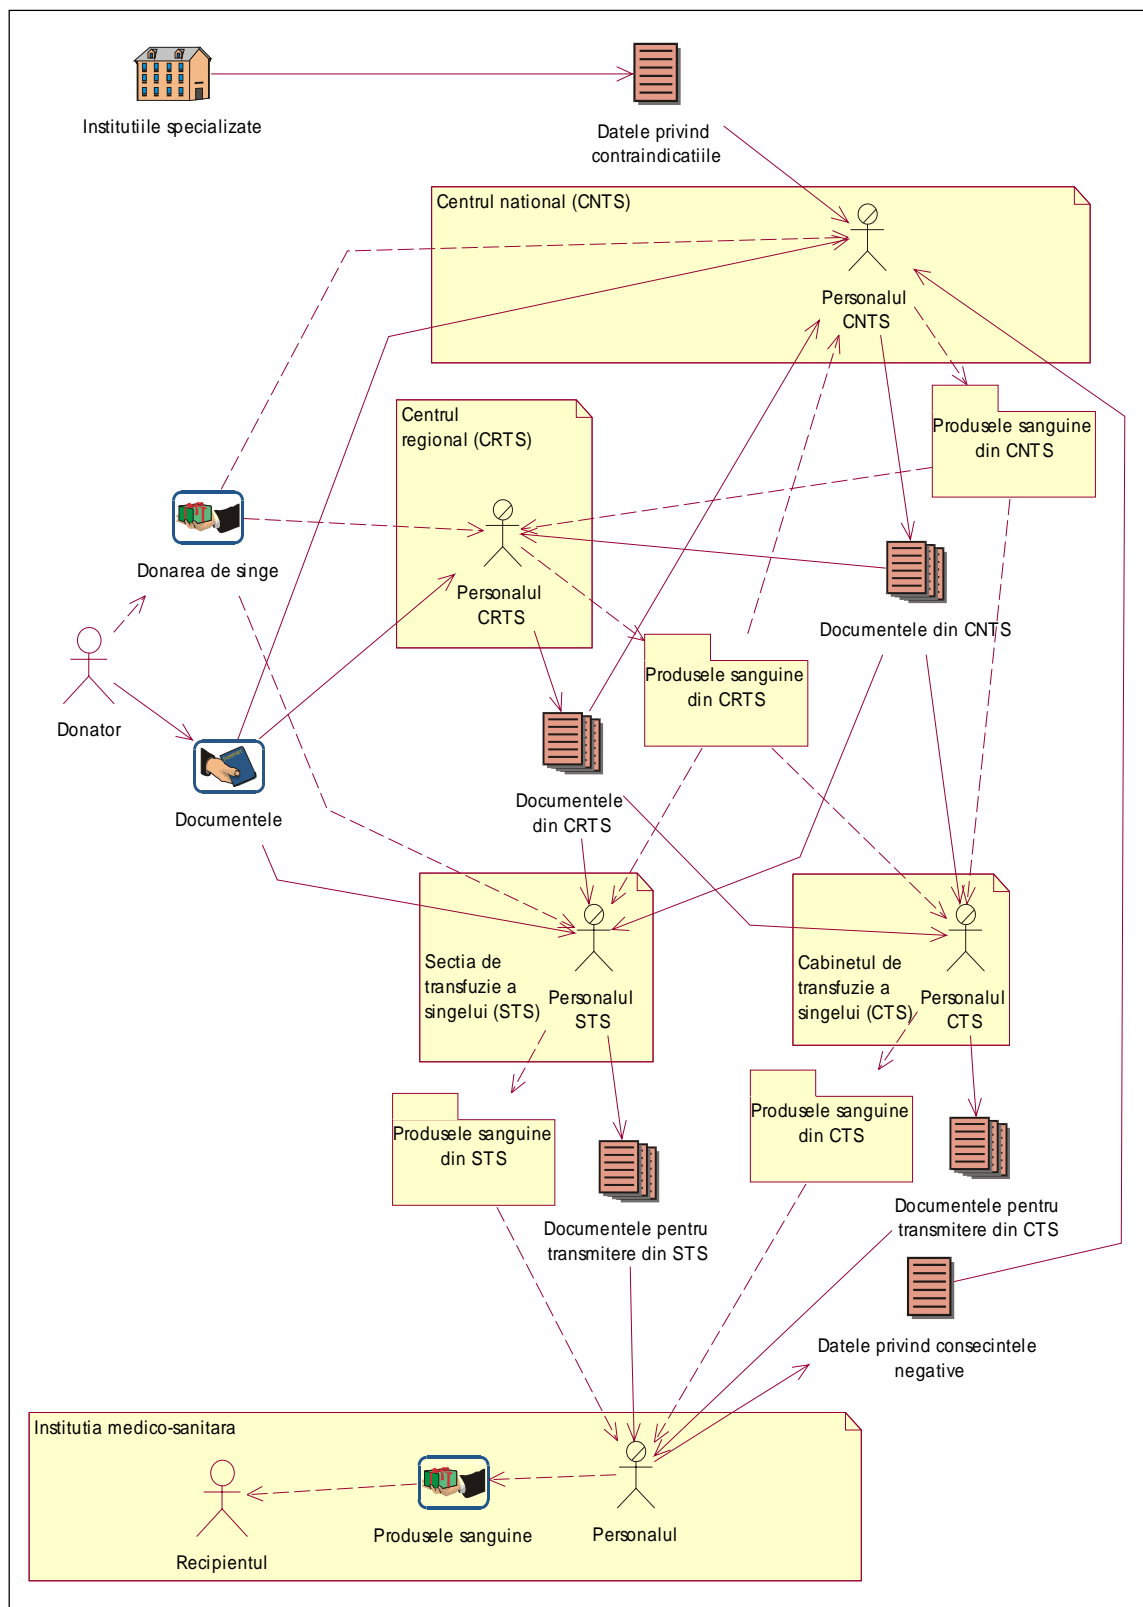 Institutiile specializate
Datele privind
contraindicatiile
Centrul national (CNTS)
Personalul
CNTS
Centrul
regional (CRTS)
Produsele sanguine
din CNTS
Donarea de singe
Personalul
CRTS
Documentele din CNTS
Produsele sanguine
din CRTS
Donator
Documentele
Documentele
din CRTS
Sectia de
transfuzie a
singelui (STS)
Personalul
STS
Cabinetul de
transfuzie a
singelui (CTS)
Personalul
CTS
Produsele sanguine
din STS
Produsele sanguine
din CTS
Documentele pentru
transmitere din STS
Documentele pentru
transmitere din CTS
Datele privind consecintele
negative
Institutia medico-sanitara
Recipientul
Produsele sanguine
Personalul